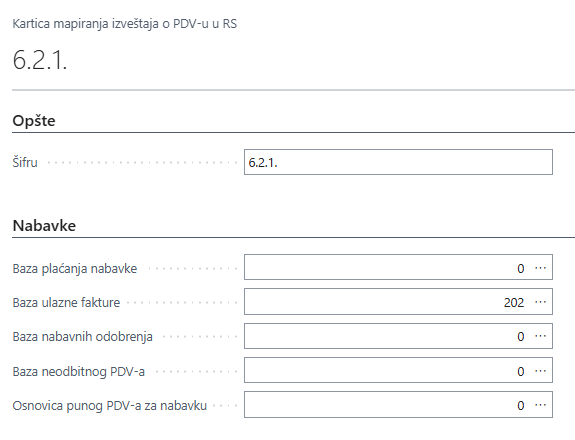 Kartica mapiranja izveštaja o PDV-u u RS
6.2.1.
Opšte
Šifru 6.2.1.
Nabavke
Baza plaćanja nabavke 0 ...
Baza ulazne fakture 202 ...
Baza nabavnih odobrenja 0 ...
Baza neodbitnog PDV-a 0 ...
Osnovica punog PDV-a za nabavku 0 ...